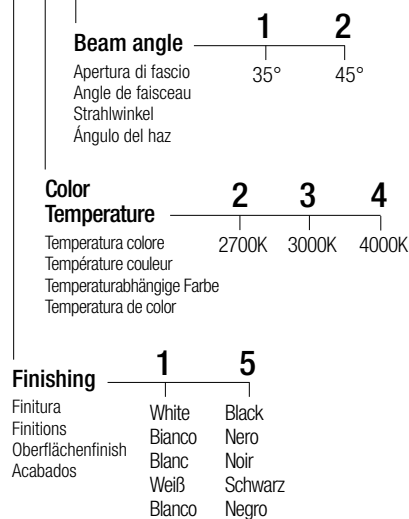 Beam angle 1 2
Apertura di fascio 35° 45°
Angle de faisceau
Strahlwinkel
Ángulo del haz
Color
Temperature 2 3 4
Temperatura colore 2700K 3000K 4000K
Température couleur
Temperaturabhängige Farbe
Temperatura de color
Finishing 1 5
Finitura White Black
Finitions Bianco Nero
Oberflächenfinish Blanc Noir
Acabados Weiß Schwarz
Blanco Negro